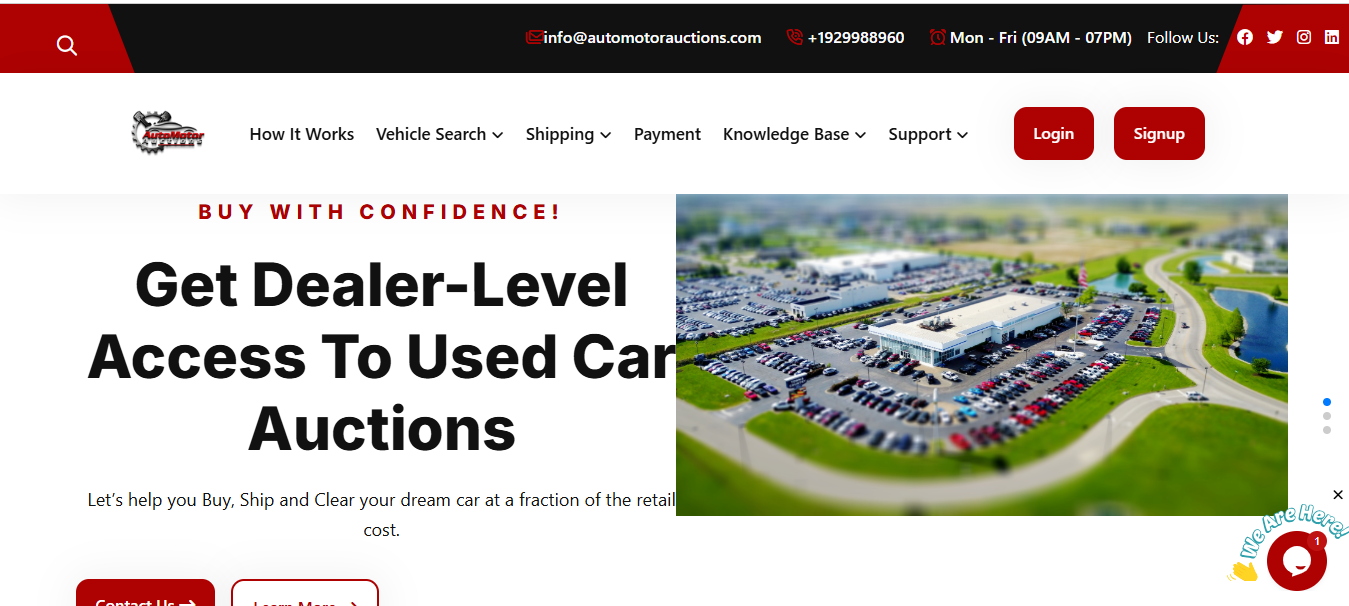 info@automotorauctions.com +1929988960 Mon - Fri (09AM - 07PM) Follow Us:
AutoMotor
AUCTIONS
How It Works Vehicle Search Shipping Payment Knowledge Base Support Login Signup
BUY WITH CONFIDENCE!
Get Dealer-Level
Access To Used Car
Auctions
Let's help you Buy, Ship and Clear your dream car at a fraction of the retail
cost.
We Are Here!
1
Contact Us Learn More